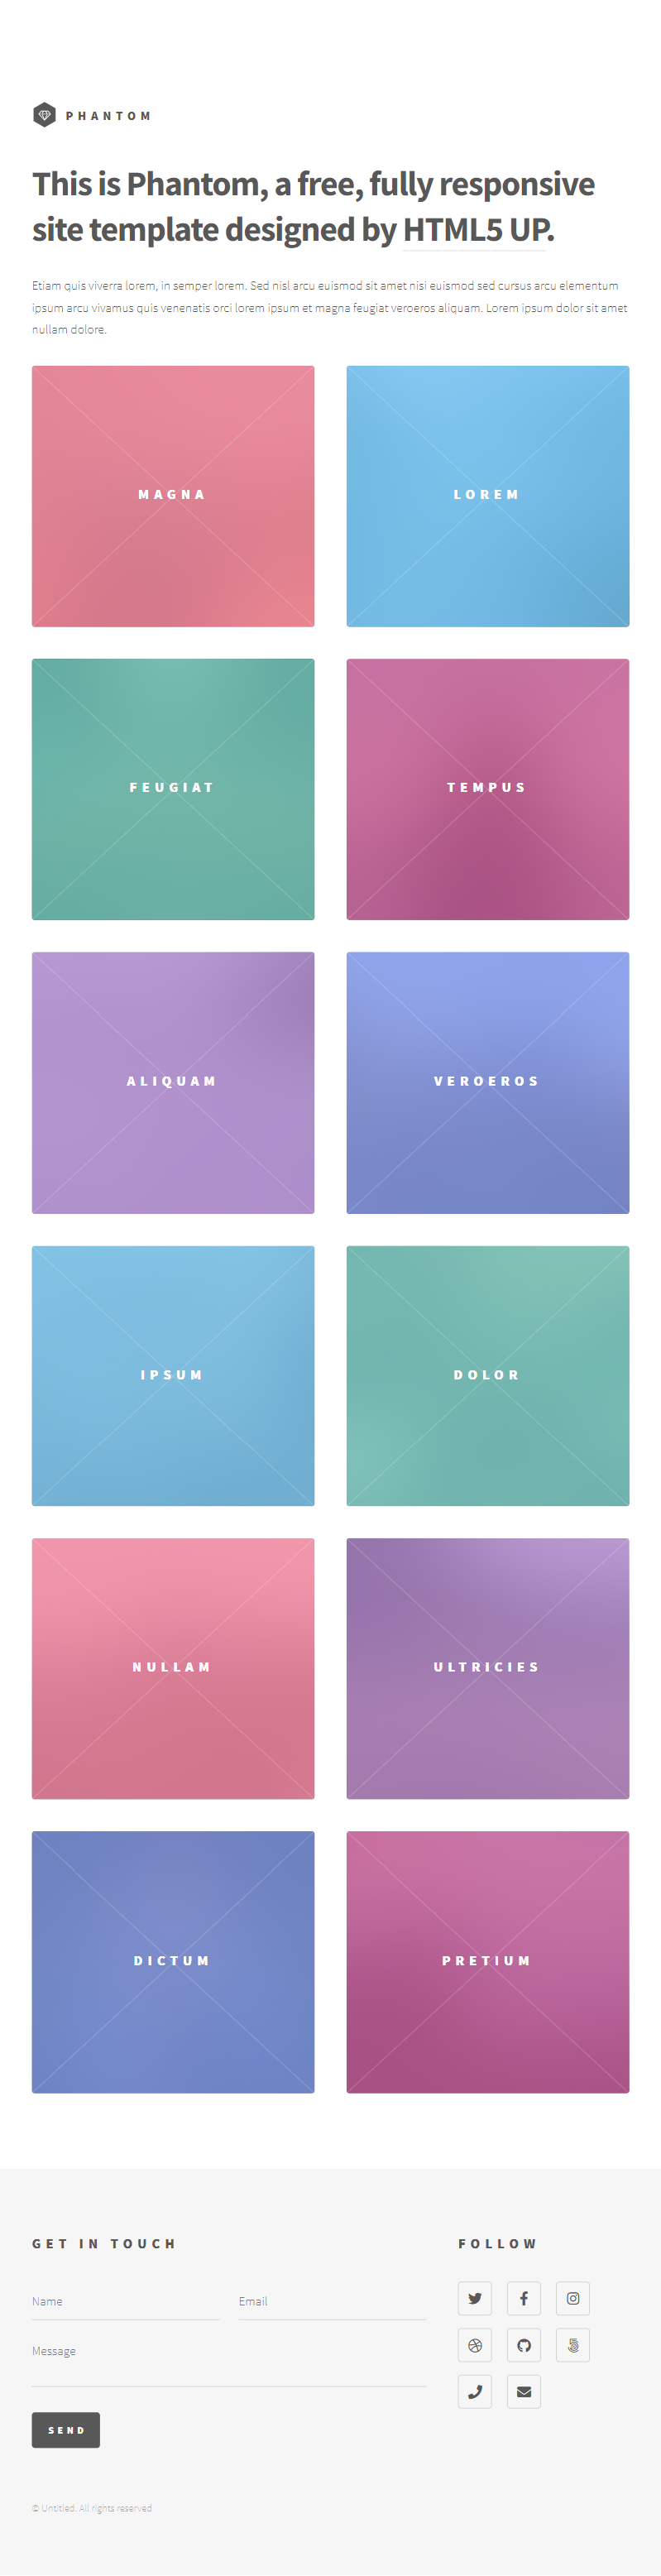 PHANTOM
This is Phantom, a free, fully responsive
site template designed by HTML5 UP.
Etiam quis viverra lorem, in semper lorem. Sed nisl arcu euismod sit amet nisi euismod sed cursus arcu elementum
ipsum arcu vivamus quis venenatis orci lorem ipsum et magna feugiat veroeros aliquam. Lorem ipsum dolor sit amet
nullam dolore.
MAGNA
LOREM
FEUGIAT
TEMPUS
ALIQUAM
VEROEROS
IPSUM
DOLOR
NULLAM
ULTRICIES
DICTUM
PRETIUM
GET IN TOUCH
Name
Email
Message
SEND
FOLLOW
© Untitled. All rights reserved